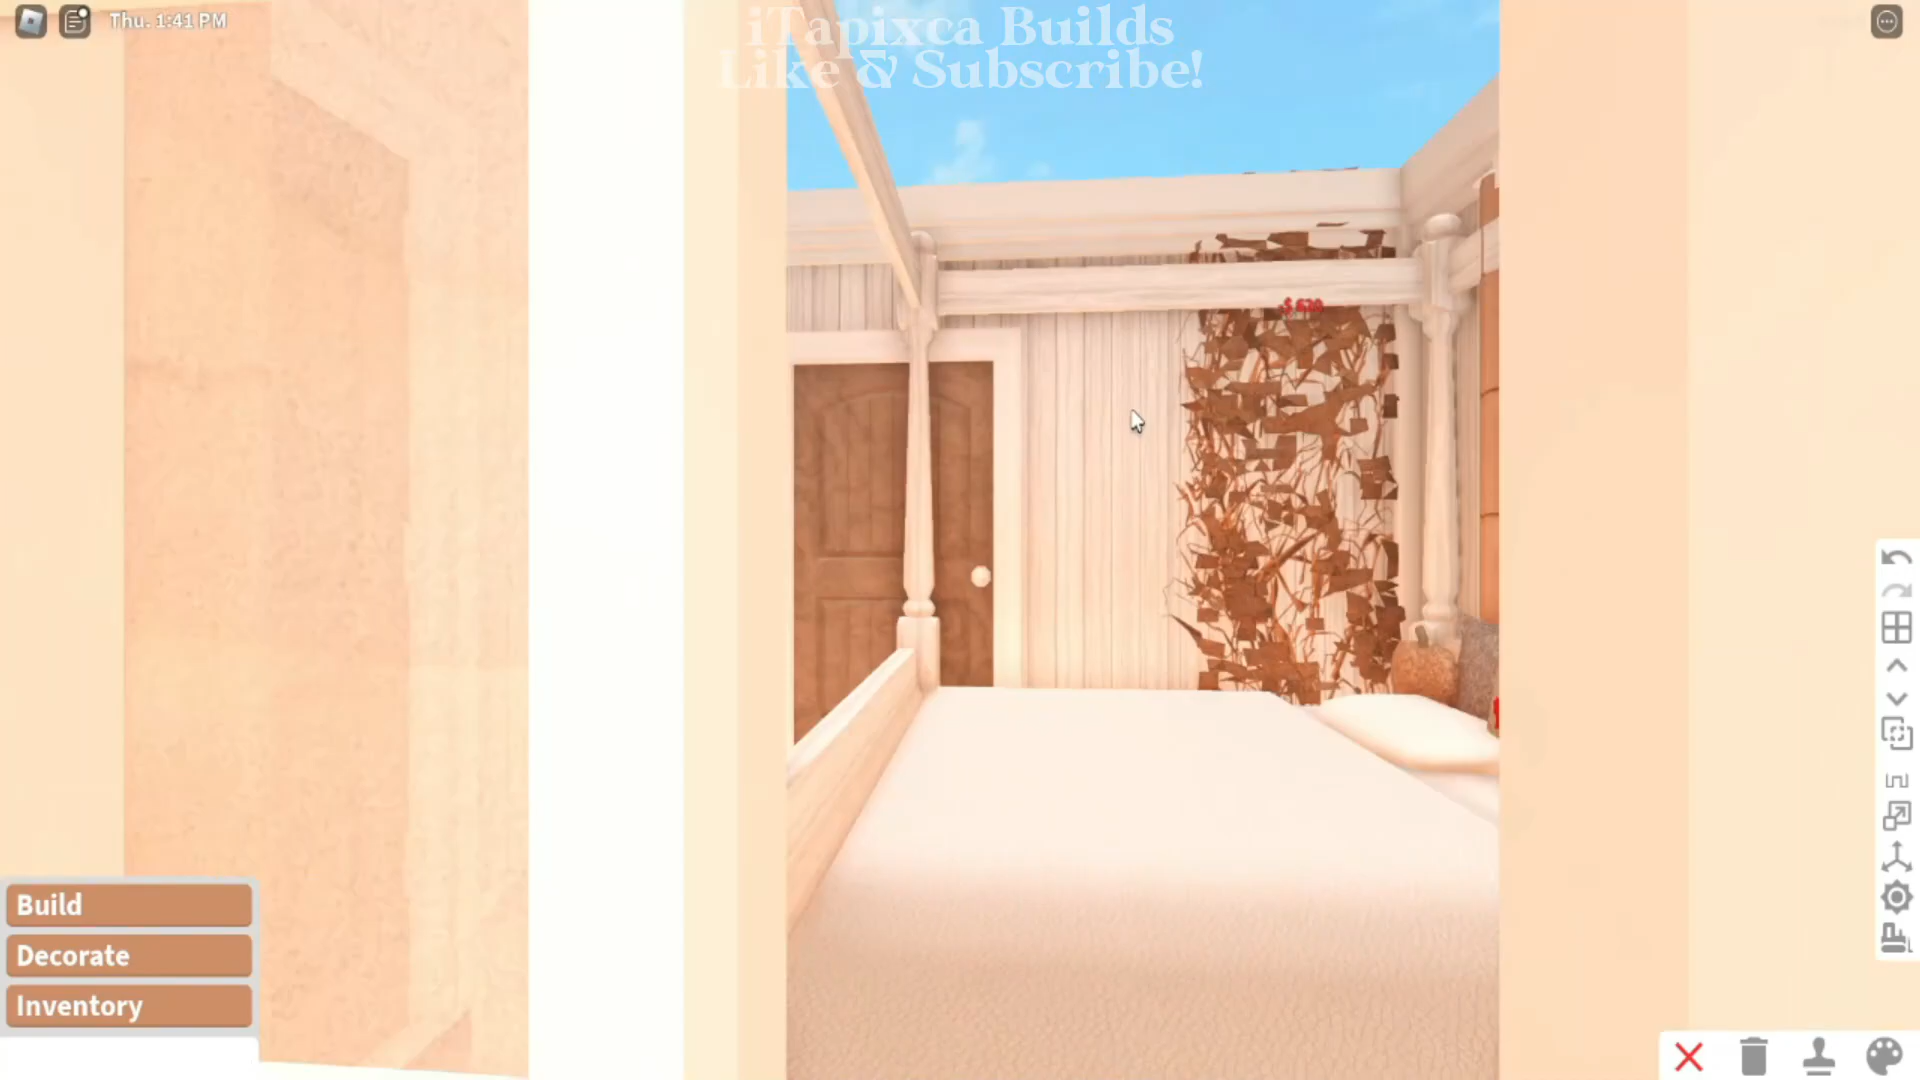 Thu. 1:41 PM
iTapixca Builds
Like & Subscribe!
Build
Decorate
Inventory